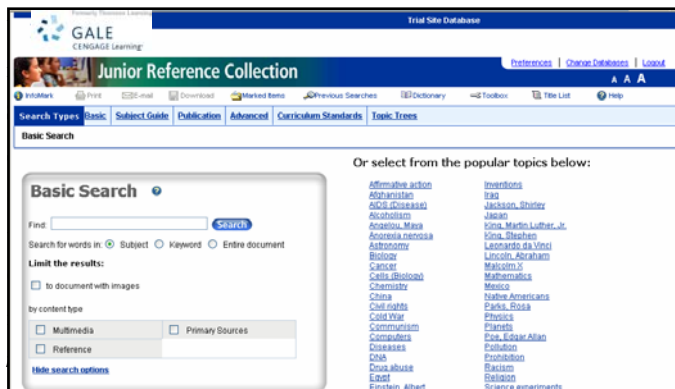 Formerly Thomson Learning
GALE
CENGAGE Learning
Trial Site Database
Preferences | Change Databases | Logout
Junior Reference Collection
A A A
InfoMark Print E-mail Download Marked Items Previous Searches Dictionary Toolbox Title List Help
Search Types Basic Subject Guide Publication Advanced Curriculum Standards Topic Trees
Basic Search
Or select from the popular topics below:
Basic Search
Find: Search
Search for words in: Subject Keyword Entire document
Limit the results:
to document with images
by content type
Multimedia Primary Sources
Reference
Hide search options
Affirmative action
Afghanistan
AIDS (Disease)
Alcoholism
Angelou, Maya
Anorexia nervosa
Astronomy
Biology
Cancer
Cells (Biology)
Chemistry
China
Civil rights
Cold War
Communism
Computers
Diseases
DNA
Drug abuse
Egypt
Einstein, Albert
Inventions
Iraq
Jackson, Shirley
Japan
King, Martin Luther, Jr.
King, Stephen
Leonardo da Vinci
Lincoln, Abraham
Malcolm X
Mathematics
Mexico
Native Americans
Parks, Rosa
Physics
Planets
Poe, Edgar Allan
Pollution
Prohibition
Racism
Religion
Science experiments